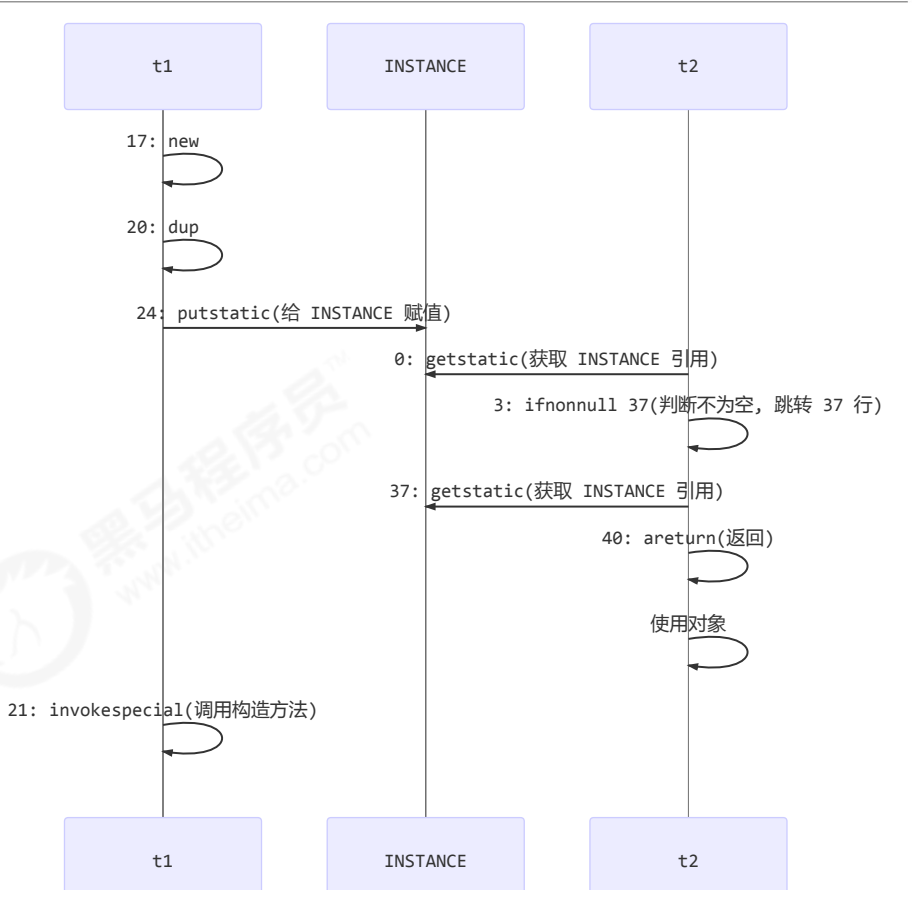 t1
INSTANCE
t2
17: new
20: dup
24: putstatic(给 INSTANCE 赋值)
0: getstatic(获取 INSTANCE 引用)
3: ifnonnull 37(判断不为空, 跳转 37 行)
37: getstatic(获取 INSTANCE 引用)
40: areturn(返回)
使用对象
21: invokespecial(调用构造方法)
t1
INSTANCE
t2
黑马程序员™
www.itheima.com